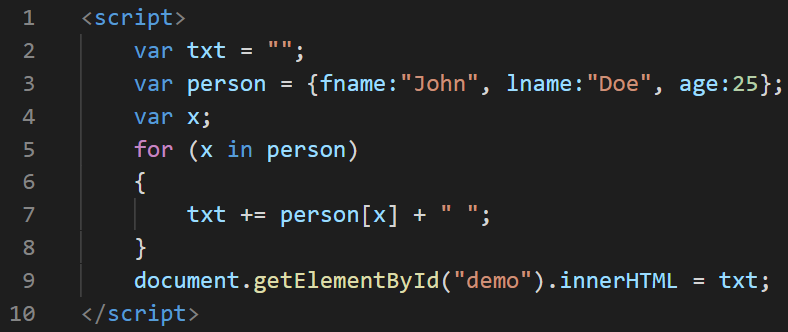 1 <script>
2 var txt = "";
3 var person = {fname:"John", lname:"Doe", age:25};
4 var x;
5 for (x in person)
6 {
7 txt += person[x] + " ";
8 }
9 document.getElementById("demo").innerHTML = txt;
10 </script>